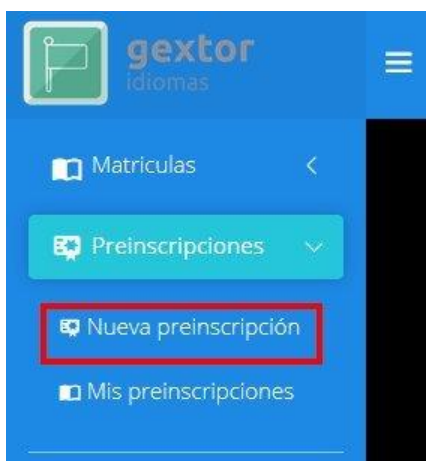 gextor
idiomas
Matriculas
Preinscripciones
Nueva preinscripción
Mis preinscripciones